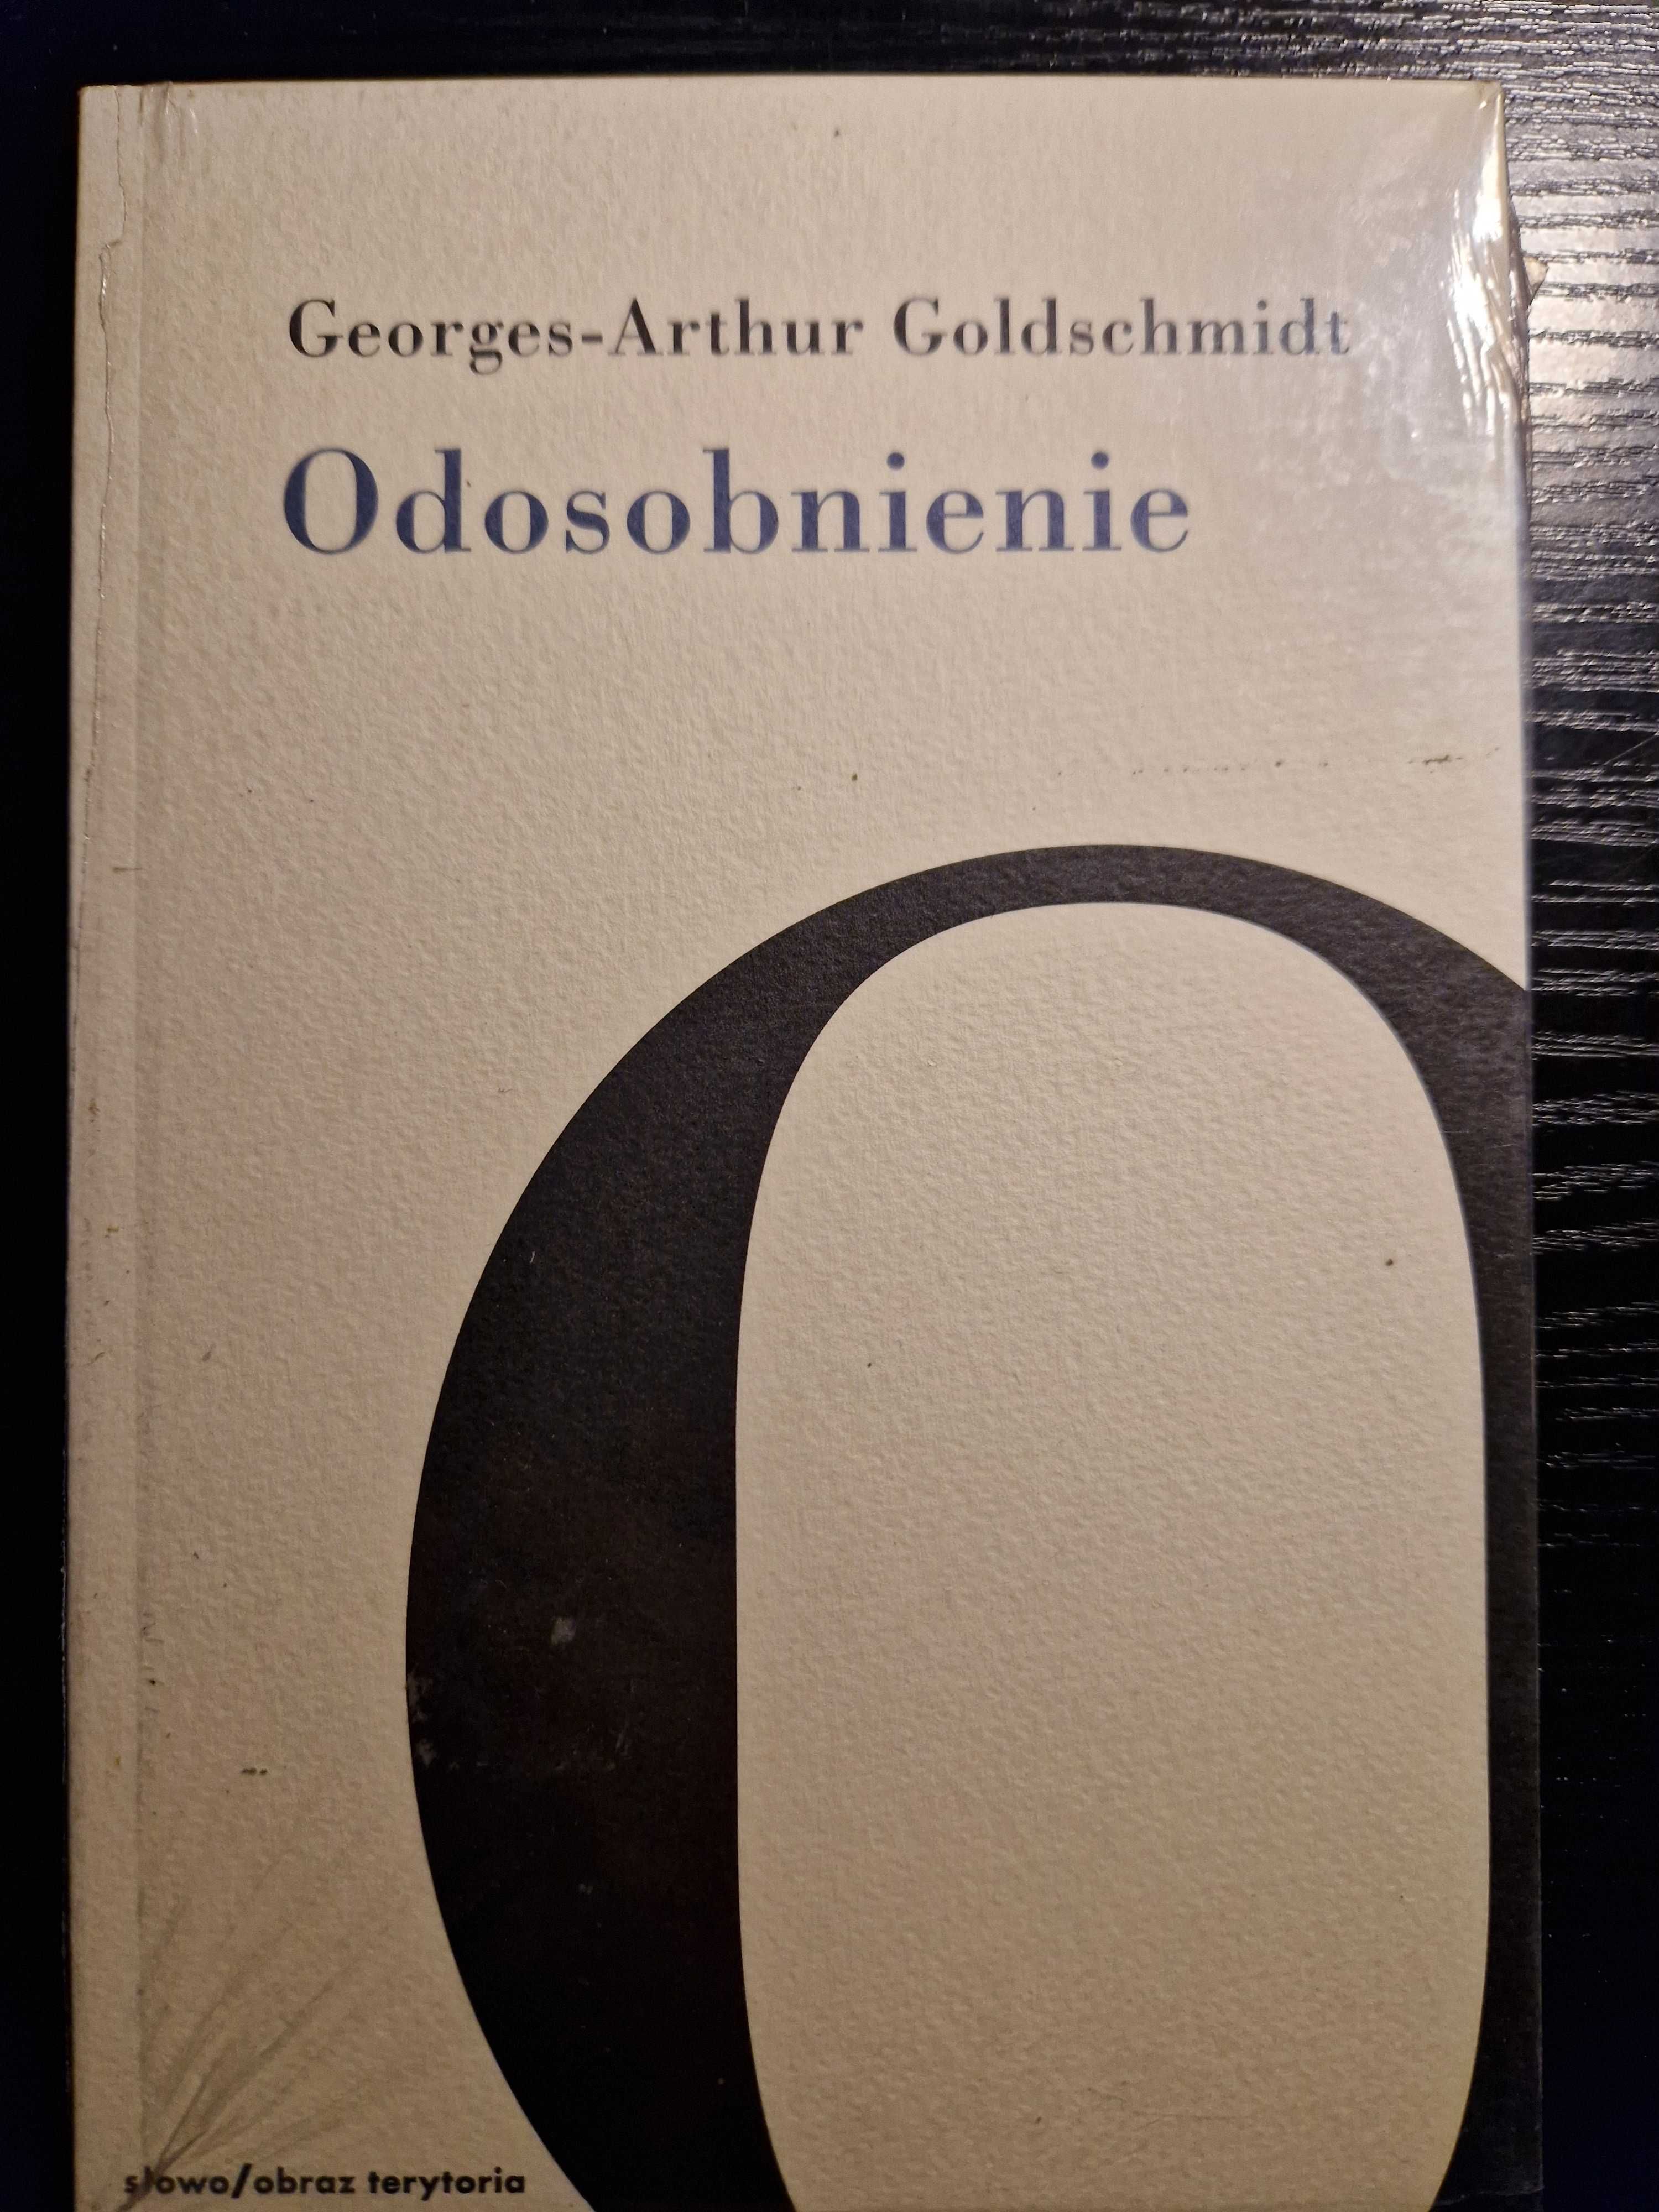 Georges-Arthur Goldschmidt
Odosobnienie
O
słowo/obraz terytoria